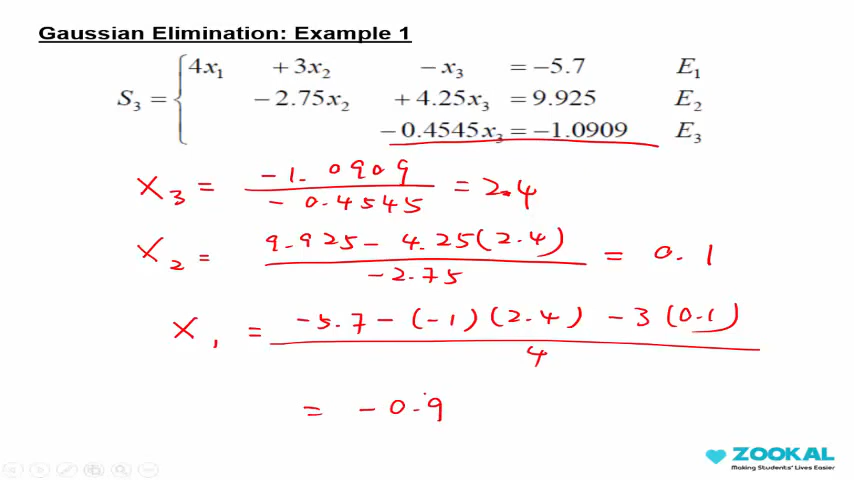 Gaussian Elimination: Example 1
4x₁ +3x₂ −x₃ = −5.7 E₁
S₃ = { −2.75x₂ +4.25x₃ = 9.925 E₂
−0.4545x₃ = −1.0909 E₃
X₃ = -1.0909 / -0.4545 = 2.4
X₂ = 9.925 - 4.25(2.4) / -2.75 = 0.1
X₁ = -5.7 - (-1)(2.4) - 3(0.1) / 4
= -0.9
ZOOKAL
Making Students' Lives Easier